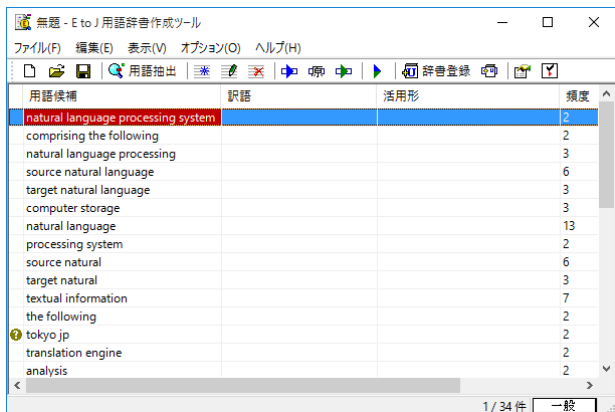 無題 - E to J 用語辞書作成ツール
ファイル(F) 編集(E) 表示(V) オプション(O) ヘルプ(H)
用語抽出 辞書登録
用語候補 訳語 活用形 頻度
natural language processing system 2
comprising the following 2
natural language processing 3
source natural language 6
target natural language 3
computer storage 3
natural language 13
processing system 2
source natural 6
target natural 3
textual information 7
the following 2
tokyo jp 2
translation engine 2
analysis 2
1 / 34 件 一般